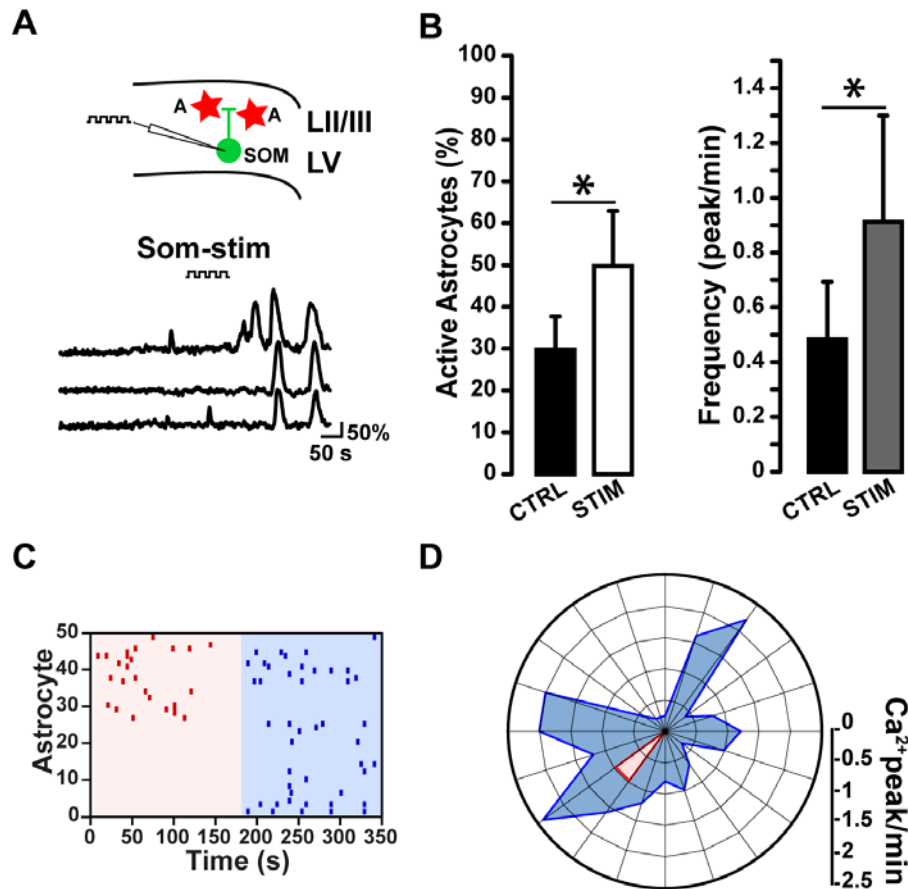 A
A
A
LII/III
SOM
LV
Som-stim
50%
50 s
B
Active Astrocytes (%)
100
90
80
70
60
50
40
30
20
10
0
*
CTRL
STIM
Frequency (peak/min)
1.4
1.2
1.0
0.8
0.6
0.4
0.2
0
*
CTRL
STIM
C
Astrocyte
50
40
30
20
10
0
0 50 100 150 200 250 300 350
Time (s)
D
0
-0.5
-1
-1.5
-2
-2.5
Ca²⁺peak/min